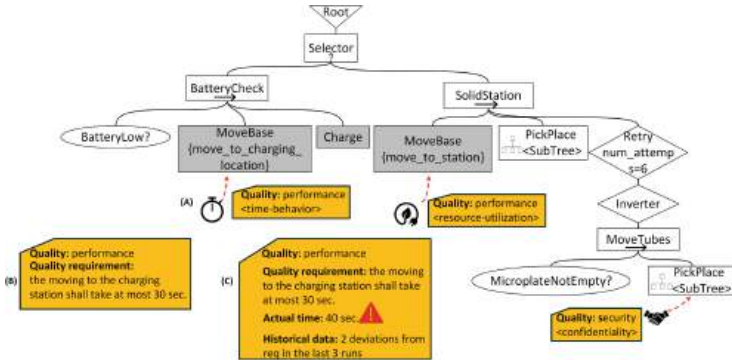 Root
Selector
?
BatteryCheck
SolidStation
BatteryLow?
MoveBase
{move_to_charging_
location}
Charge
MoveBase
{move_to_station}
PickPlace
<SubTree>
Retry
num_attemp
s=6
(A)
Quality: performance
<time-behavior>
Quality: performance
<resource-utilization>
Inverter
MoveTubes
(B)
Quality: performance
Quality requirement:
the moving to the charging
station shall take at most 30 sec.
(C)
Quality: performance
Quality requirement: the moving
to the charging station shall take
at most 30 sec.
Actual time: 40 sec.
Historical data: 2 deviations from
req in the last 3 runs
MicroplateNotEmpty?
PickPlace
<SubTree>
Quality: security
<confidentiality>